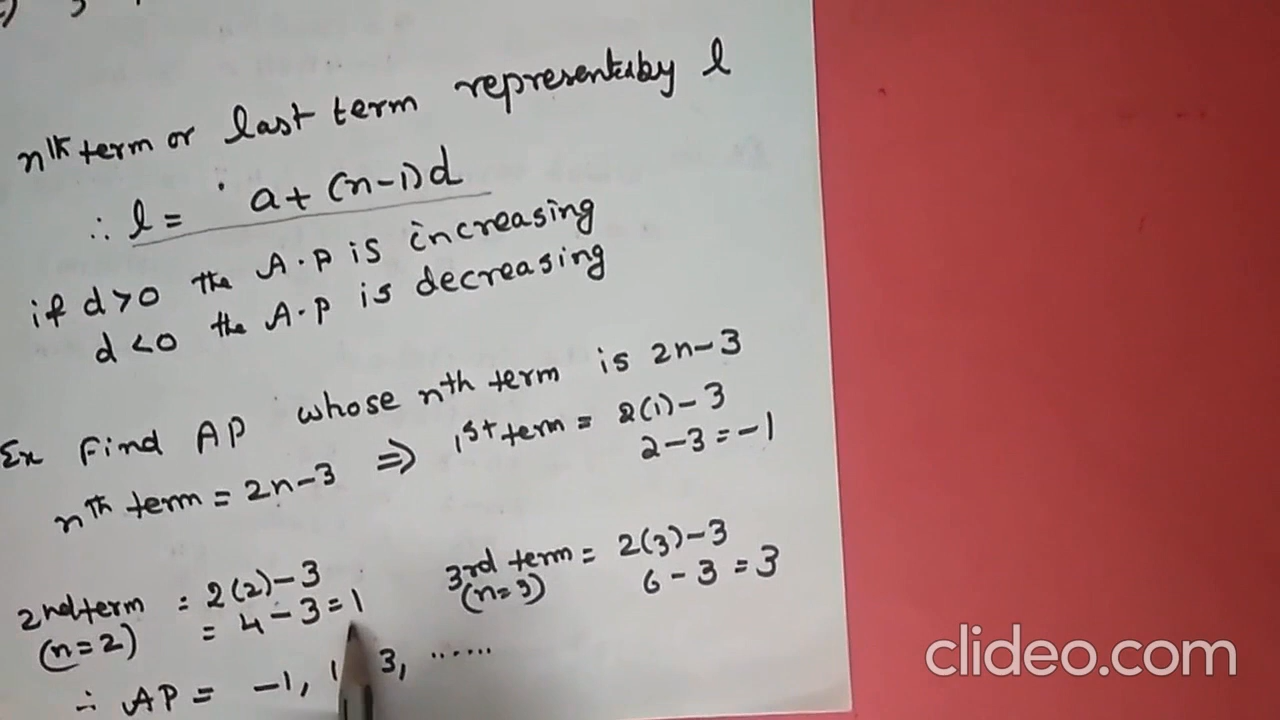 nth term or last term represented by l
∴ l = a + (n-1)d
if d>0 the A.P is increasing
d<0 the A.P is decreasing
Ex Find AP whose nth term is 2n-3
nth term = 2n-3 ⇒ 1st term = 2(1)-3
2-3=-1
2nd term = 2(2)-3
(n=2) = 4-3=1
3rd term = 2(3)-3
(n=3) 6-3=3
∴ AP = -1, 1 3, ......
clideo.com